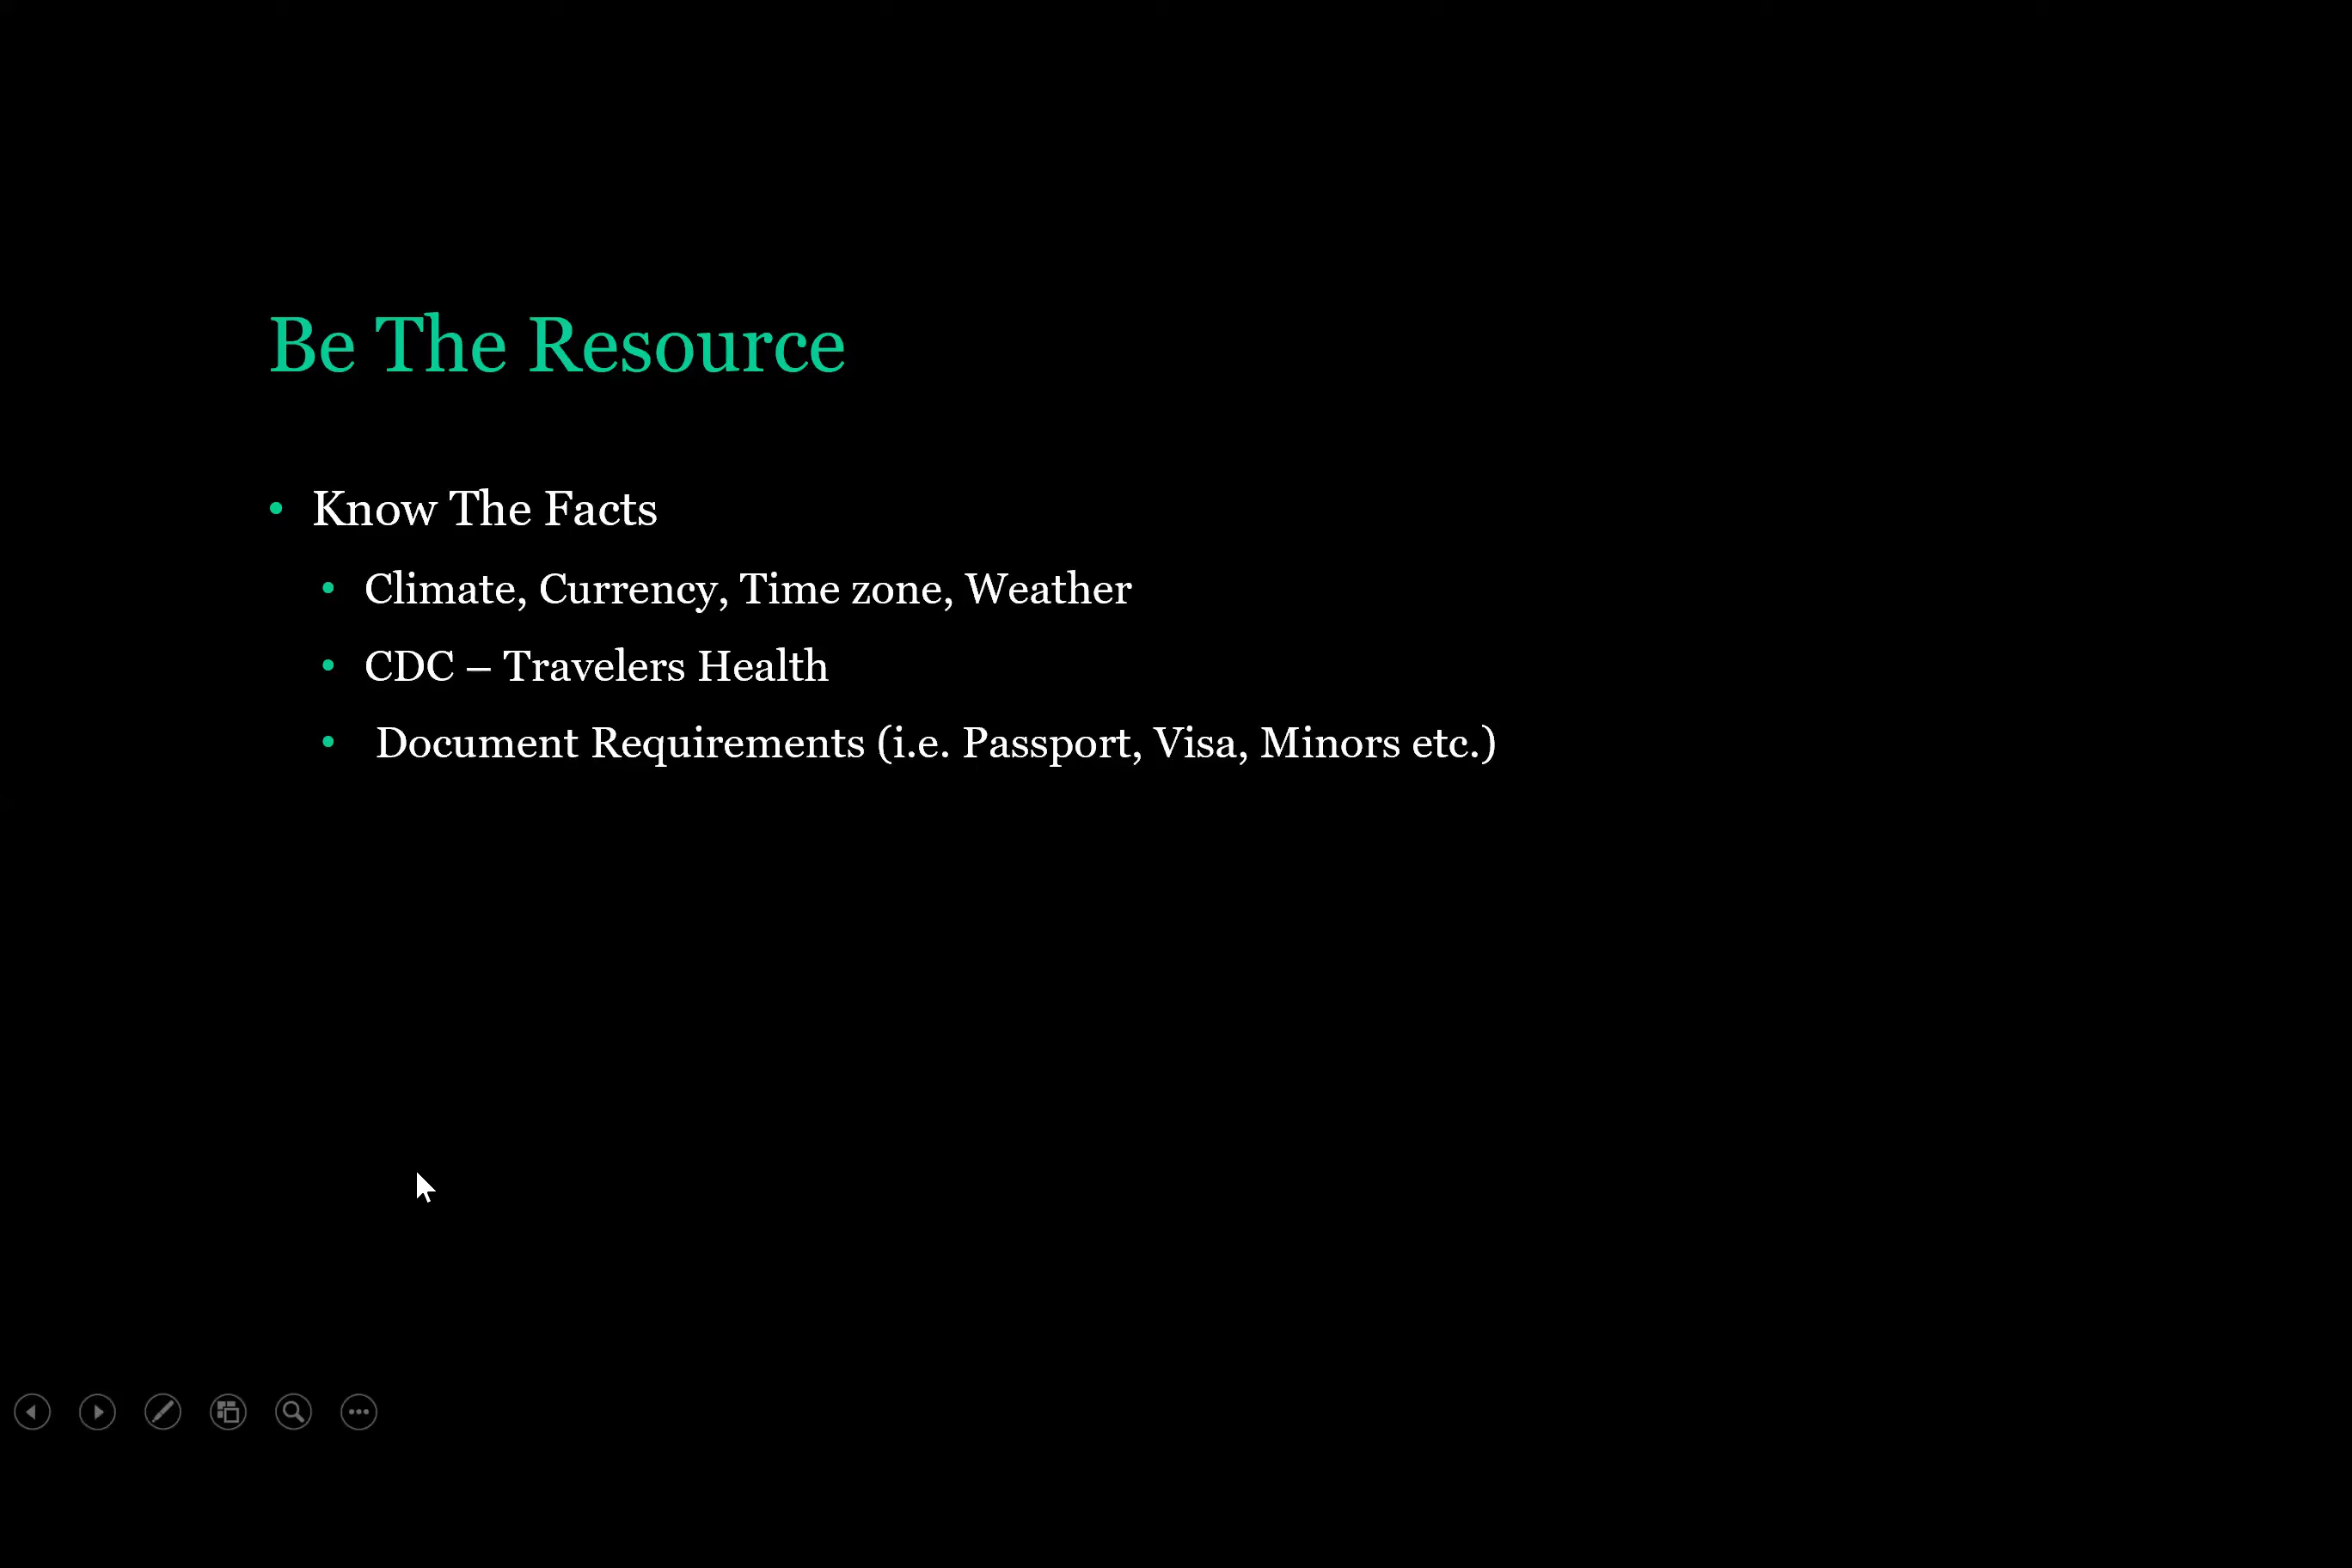 Be The Resource
• Know The Facts
• Climate, Currency, Time zone, Weather
• CDC – Travelers Health
• Document Requirements (i.e. Passport, Visa, Minors etc.)